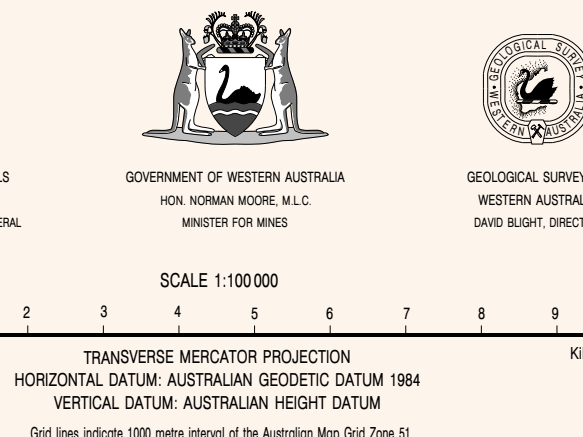 GEOLOGICAL SURVEY
WESTERN AUSTRALIA
LS
GOVERNMENT OF WESTERN AUSTRALIA
GEOLOGICAL SURVEY
HON. NORMAN MOORE, M.L.C.
WESTERN AUSTRAL
ERAL
MINISTER FOR MINES
DAVID BLIGHT, DIRECT
SCALE 1:100 000
2 3 4 5 6 7 8 9
TRANSVERSE MERCATOR PROJECTION
Ki
HORIZONTAL DATUM: AUSTRALIAN GEODETIC DATUM 1984
VERTICAL DATUM: AUSTRALIAN HEIGHT DATUM
Grid lines indicate 1000 metre interval of the Australian Map Grid Zone 51